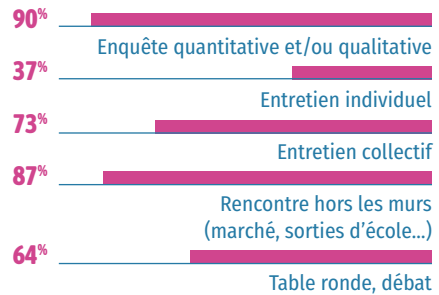 90%
Enquête quantitative et/ou qualitative
37%
Entretien individuel
73%
Entretien collectif
87%
Rencontre hors les murs
(marché, sorties d'école...)
64%
Table ronde, débat